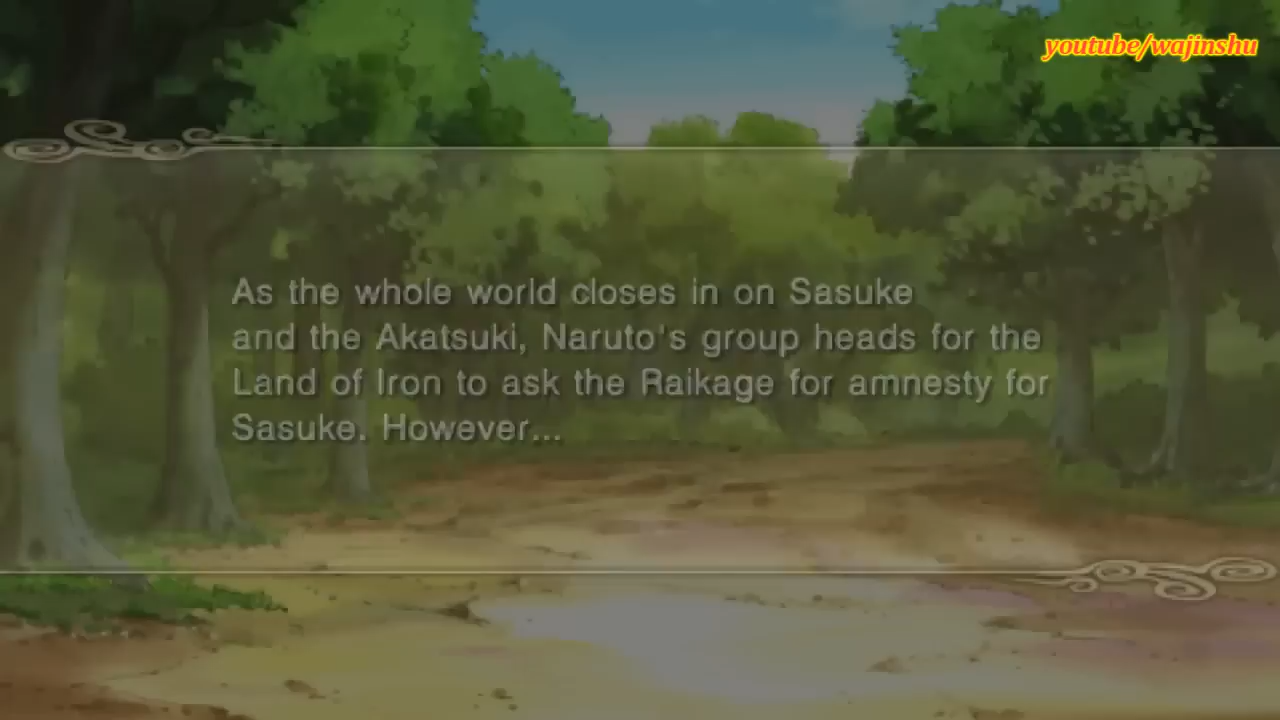 youtube/wajinshu
As the whole world closes in on Sasuke
and the Akatsuki, Naruto's group heads for the
Land of Iron to ask the Raikage for amnesty for
Sasuke. However...